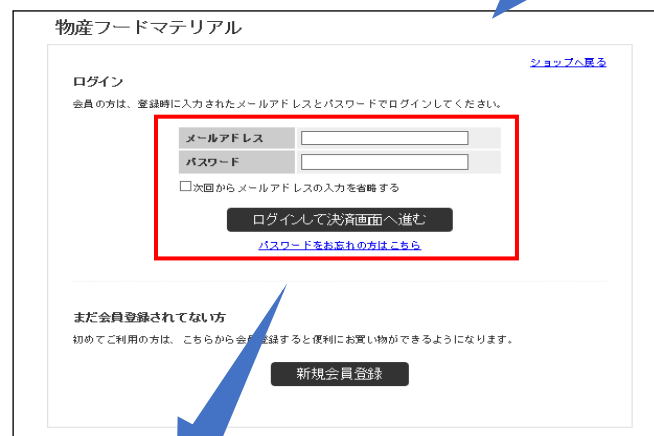 物産フードマテリアル
ショップへ戻る
ログイン
会員の方は、登録時に入力されたメールアドレスとパスワードでログインしてください。
メールアドレス
パスワード
次回からメールアドレスの入力を省略する
ログインして決済画面へ進む
パスワードをお忘れの方はこちら
まだ会員登録されてない方
初めてご利用の方は、こちらから会員登録すると便利にお買い物ができるようになります。
新規会員登録